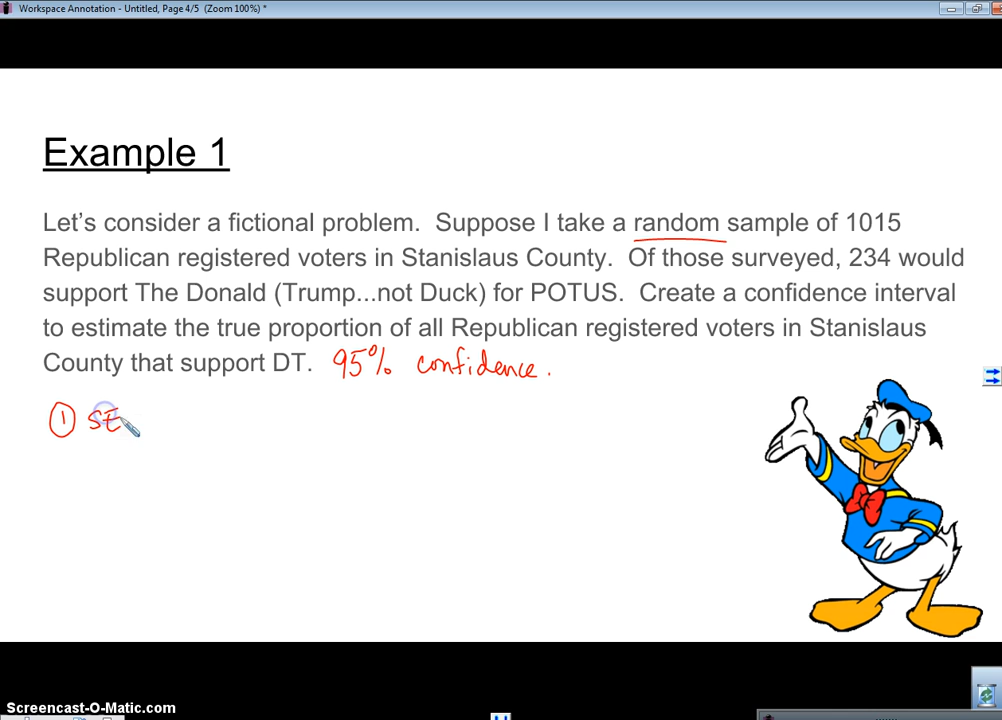 Workspace Annotation - Untitled, Page 4/5 (Zoom 100%) *
Example 1
Let's consider a fictional problem. Suppose I take a random sample of 1015
Republican registered voters in Stanislaus County. Of those surveyed, 234 would
support The Donald (Trump...not Duck) for POTUS. Create a confidence interval
to estimate the true proportion of all Republican registered voters in Stanislaus
County that support DT. 95% confidence.
① SE
Screencast-O-Matic.com